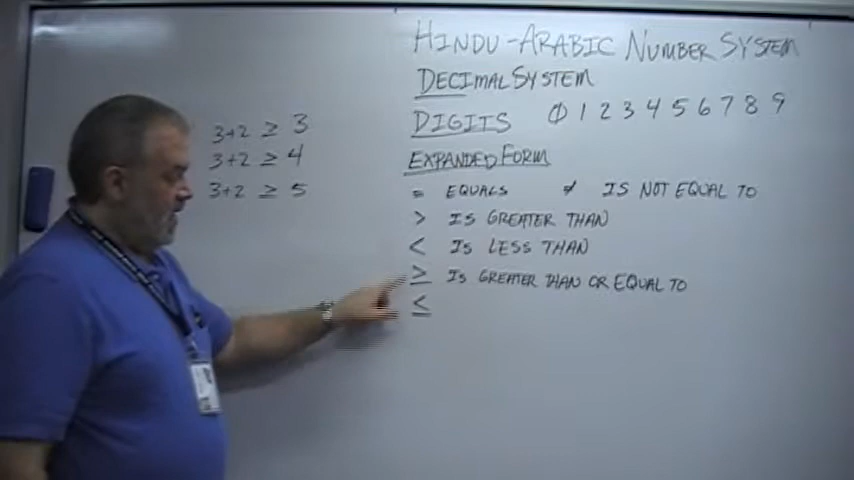 HINDU-ARABIC NUMBER SYSTEM
DECIMAL SYSTEM
DIGITS 0 1 2 3 4 5 6 7 8 9
EXPANDED FORM
= EQUALS ≠ IS NOT EQUAL TO
> IS GREATER THAN
< IS LESS THAN
≥ IS GREATER THAN OR EQUAL TO
≤
3+2 ≥ 3
3+2 ≥ 4
3+2 ≥ 5